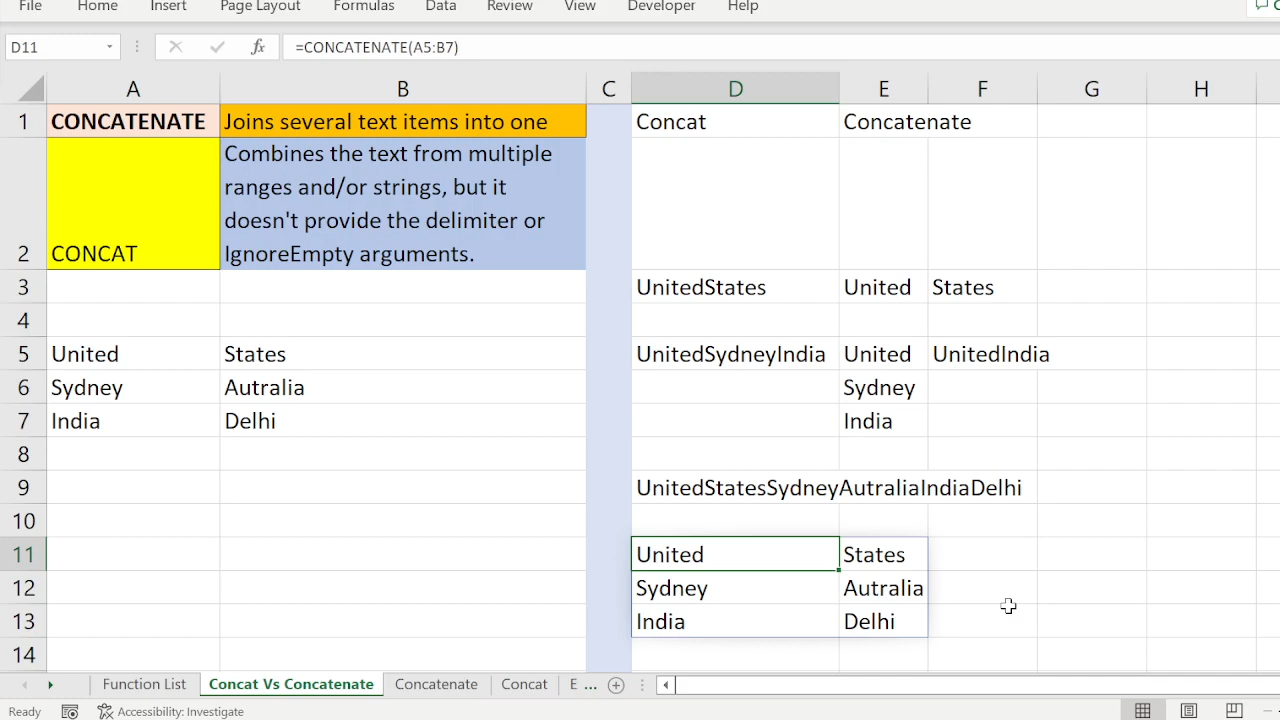 File Home Insert Page Layout Formulas Data Review View Developer Help
D11 fx =CONCATENATE(A5:B7)
A B C D E F G H
1 CONCATENATE Joins several text items into one Concat Concatenate
Combines the text from multiple
ranges and/or strings, but it
doesn't provide the delimiter or
2 CONCAT IgnoreEmpty arguments.
3 UnitedStates United States
4
5 United States UnitedSydneyIndia United UnitedIndia
6 Sydney Autralia Sydney
7 India Delhi India
8
9 UnitedStatesSydneyAutraliaIndiaDelhi
10
11 United States
12 Sydney Autralia
13 India Delhi
14
Function List Concat Vs Concatenate Concatenate Concat E ...
Ready Accessibility: Investigate